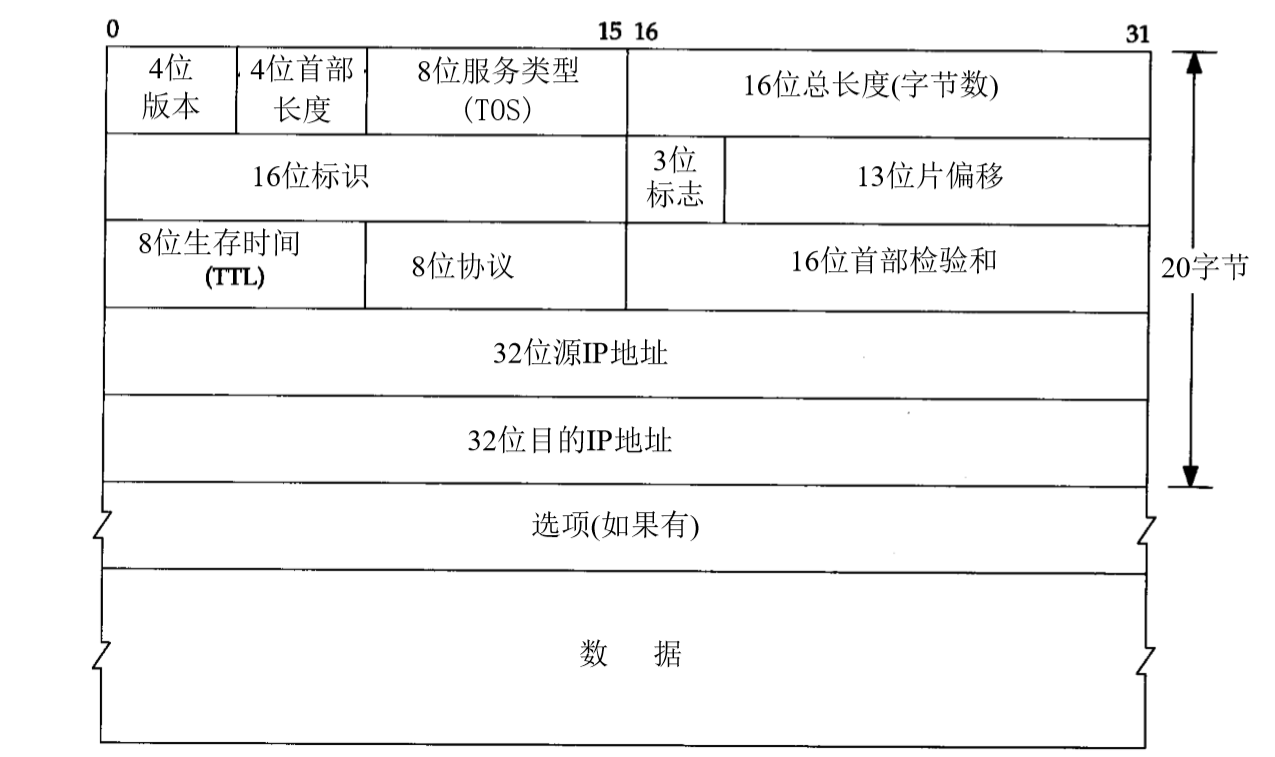 0 15 16 31
4位
版本
4位首部
长度
8位服务类型
(TOS)
16位总长度(字节数)
16位标识
3位
标志
13位片偏移
8位生存时间
(TTL)
8位协议
16位首部检验和
20字节
32位源IP地址
32位目的IP地址
选项(如果有)
数 据